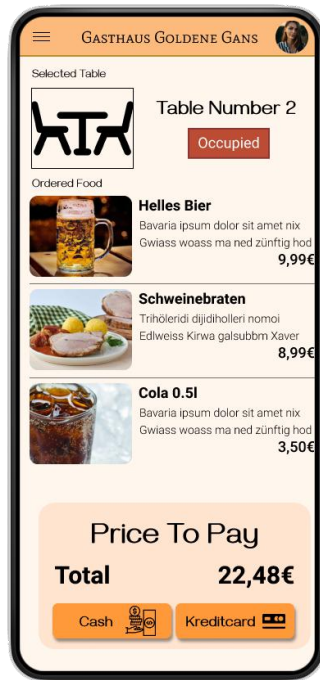 Gasthaus Goldene Gans
Selected Table
Table Number 2
Occupied
Ordered Food
Helles Bier
Bavaria ipsum dolor sit amet nix
Gwiass woass ma ned zünftig hod
9,99€
Schweinebraten
Trihöleridi dijidiholleri nomoi
Edlweiss Kirwa galsubbm Xaver
8,99€
Cola 0.5l
Bavaria ipsum dolor sit amet nix
Gwiass woass ma ned zünftig hod
3,50€
Price To Pay
Total 22,48€
Cash Kreditcard